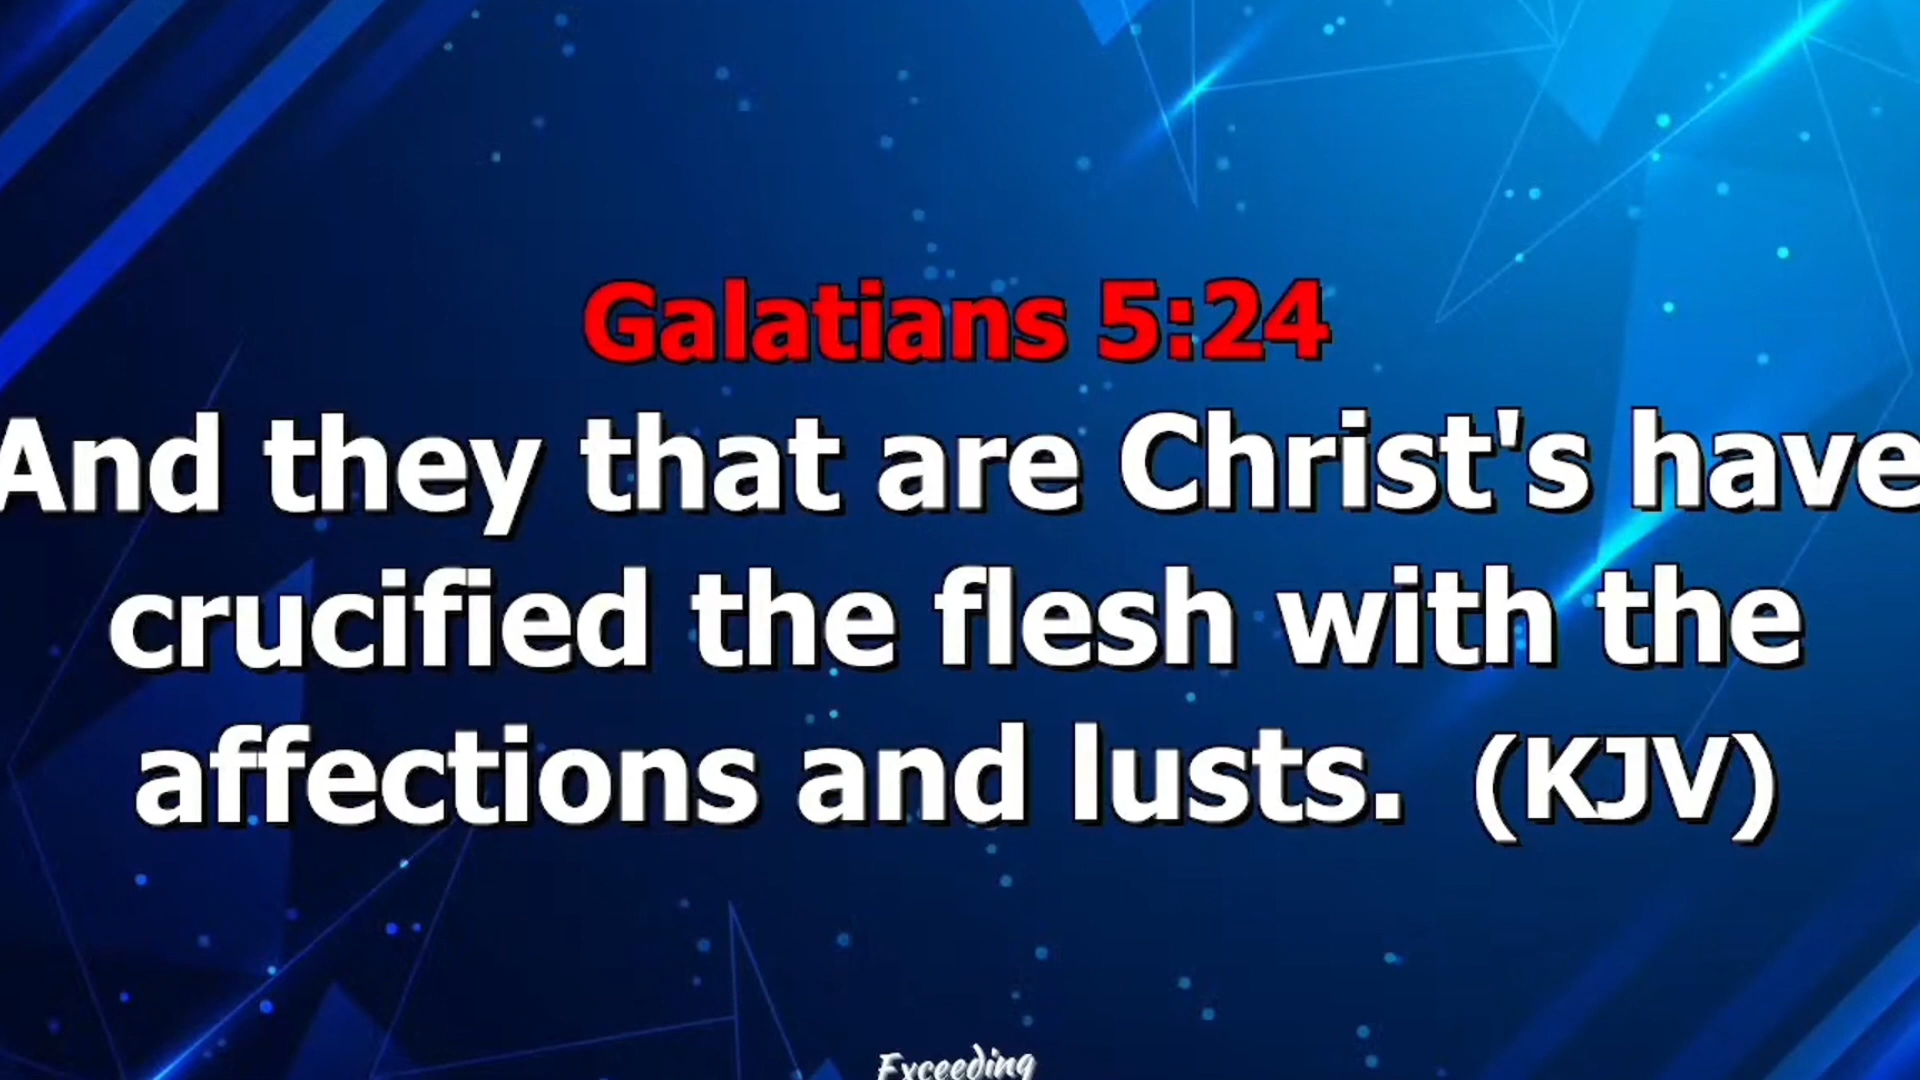 Galatians 5:24
And they that are Christ's have
crucified the flesh with the
affections and lusts. (KJV)
Exceeding